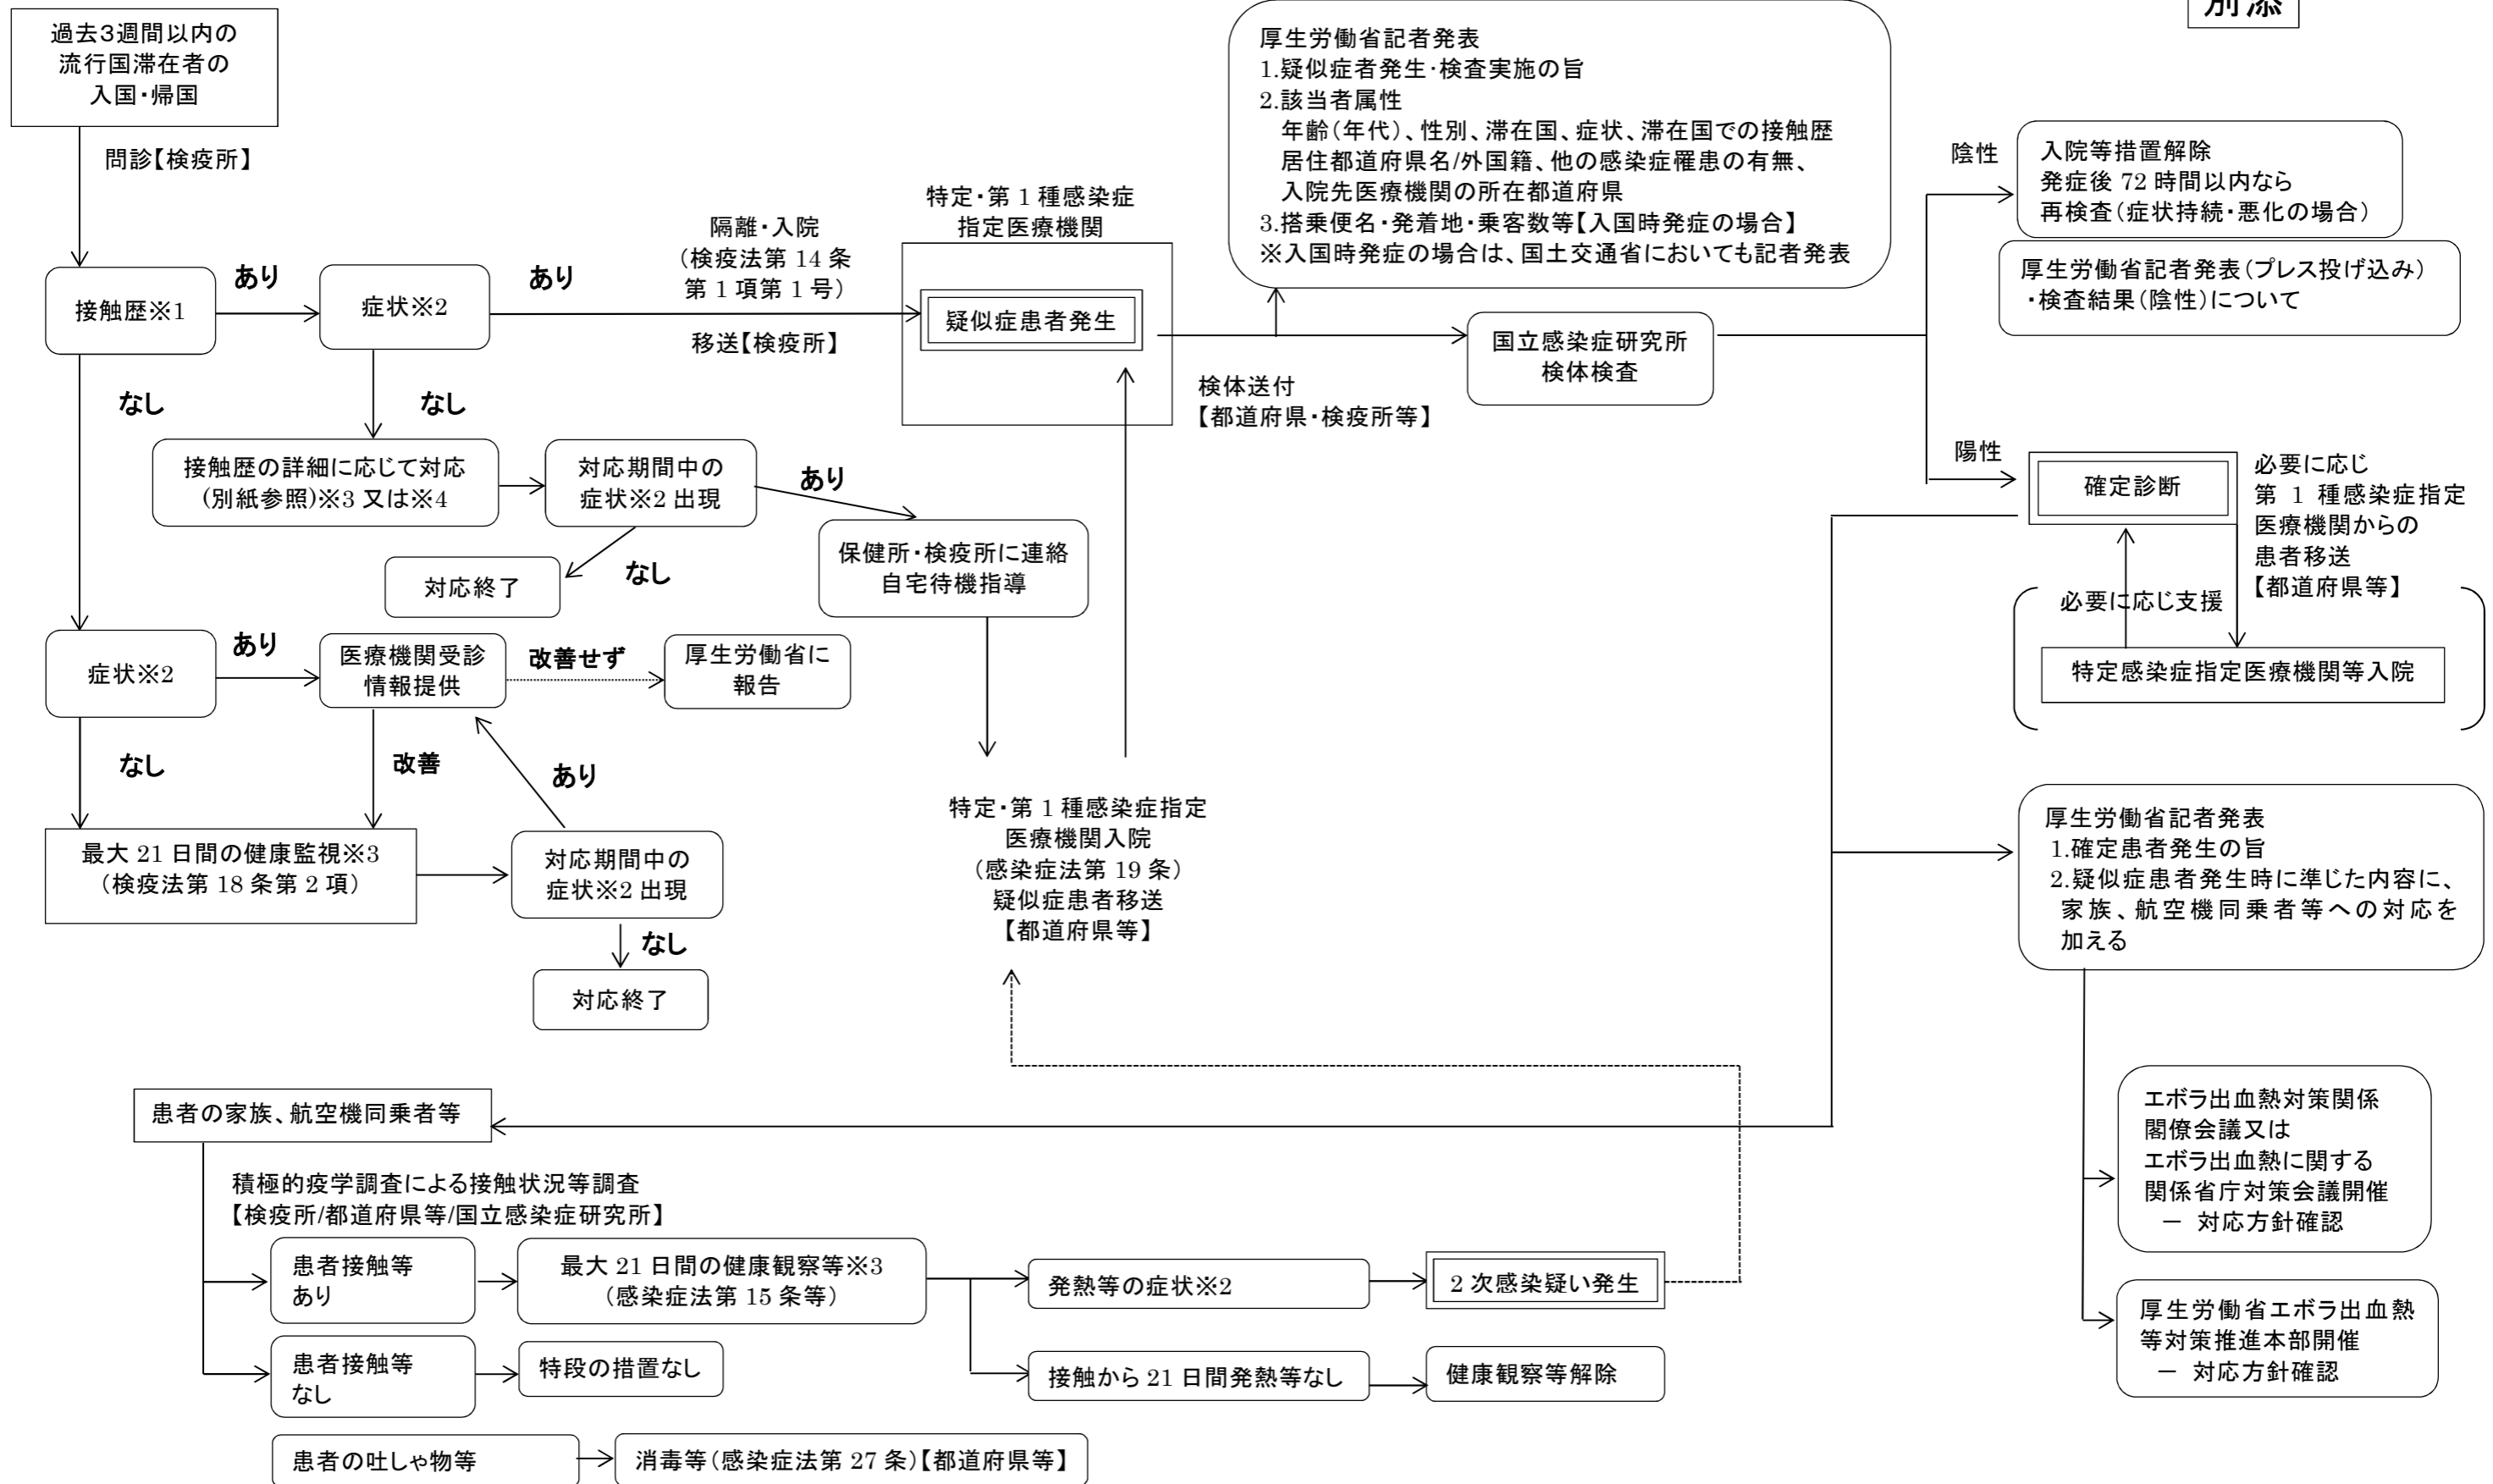 別添
過去3週間以内の
流行国滞在者の
入国・帰国
問診【検疫所】
接触歴※1
あり
症状※2
あり
隔離・入院
（検疫法第 14 条
第 1 項第 1 号）
移送【検疫所】
特定・第 1 種感染症
指定医療機関
疑似症患者発生
厚生労働省記者発表
1.疑似症者発生・検査実施の旨
2.該当者属性
年齢（年代）、性別、滞在国、症状、滞在国での接触歴
居住都道府県名/外国籍、他の感染症罹患の有無、
入院先医療機関の所在都道府県
3.搭乗便名・発着地・乗客数等【入国時発症の場合】
※入国時発症の場合は、国土交通省においても記者発表
検体送付
【都道府県・検疫所等】
国立感染症研究所
検体検査
陰性
入院等措置解除
発症後 72 時間以内なら
再検査（症状持続・悪化の場合）
厚生労働省記者発表（プレス投げ込み）
・検査結果（陰性）について
陽性
確定診断
必要に応じ
第 1 種感染症指定
医療機関からの
患者移送
【都道府県等】
必要に応じ支援
特定感染症指定医療機関等入院
なし
なし
接触歴の詳細に応じて対応
(別紙参照)※3 又は※4
対応期間中の
症状※2 出現
あり
なし
対応終了
保健所・検疫所に連絡
自宅待機指導
症状※2
あり
医療機関受診
情報提供
改善せず
厚生労働省に
報告
なし
改善
あり
最大 21 日間の健康監視※3
（検疫法第 18 条第 2 項）
対応期間中の
症状※2 出現
なし
対応終了
特定・第 1 種感染症指定
医療機関入院
（感染症法第 19 条）
疑似症患者移送
【都道府県等】
厚生労働省記者発表
1.確定患者発生の旨
2.疑似症患者発生時に準じた内容に、
家族、航空機同乗者等への対応を
加える
エボラ出血熱対策関係
閣僚会議又は
エボラ出血熱に関する
関係省庁対策会議開催
－ 対応方針確認
厚生労働省エボラ出血熱
等対策推進本部開催
－ 対応方針確認
患者の家族、航空機同乗者等
積極的疫学調査による接触状況等調査
【検疫所/都道府県等/国立感染症研究所】
患者接触等
あり
最大 21 日間の健康観察等※3
（感染症法第 15 条等）
発熱等の症状※2
2 次感染疑い発生
患者接触等
なし
特段の措置なし
接触から 21 日間発熱等なし
健康観察等解除
患者の吐しゃ物等
消毒等（感染症法第 27 条）【都道府県等】